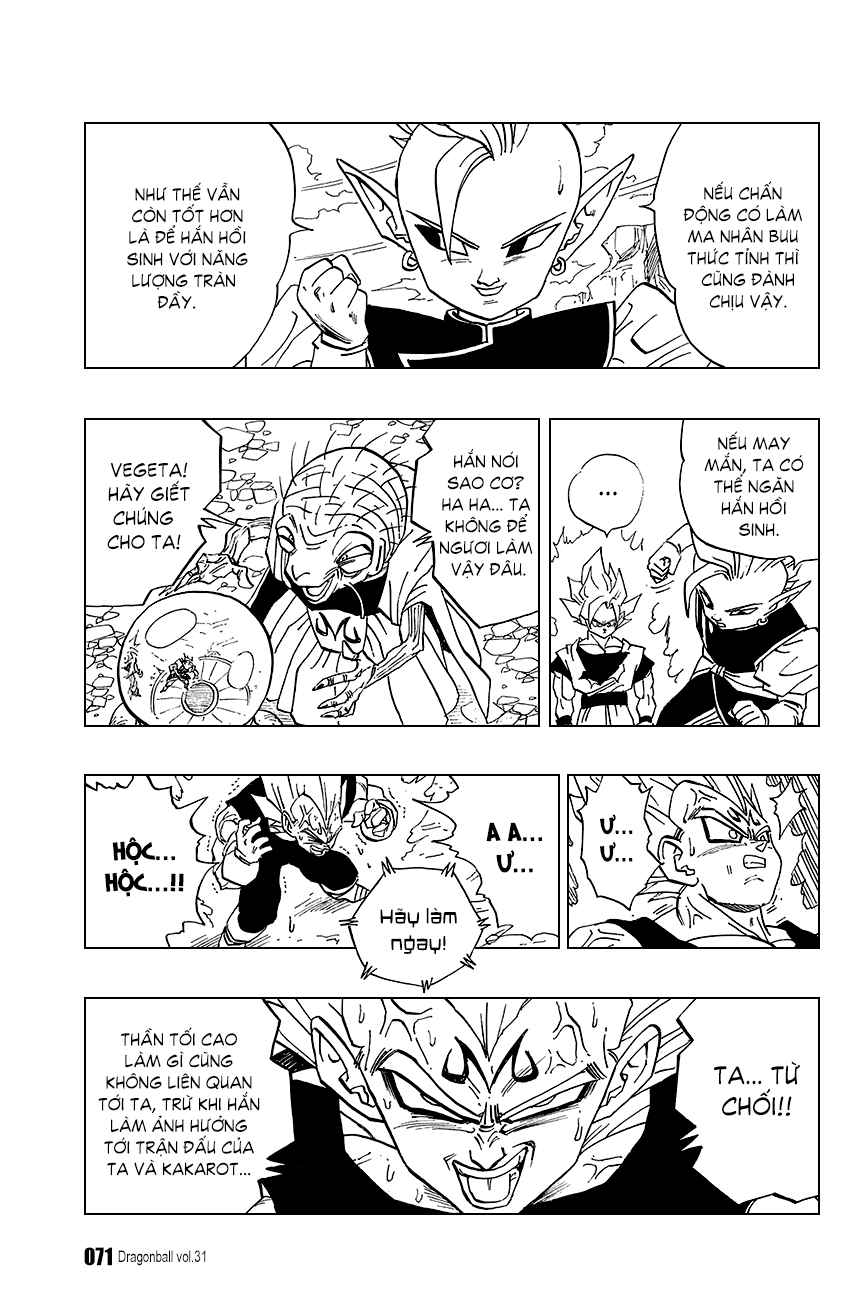 NẾU CHẤN
ĐỘNG CÓ LÀM
MA NHÂN BUU
THỨC TỈNH THÌ
CŨNG ĐÀNH
CHỊU VẬY.
NHƯ THẾ VẪN
CÒN TỐT HƠN
LÀ ĐỂ HẮN HỒI
SINH VỚI NĂNG
LƯỢNG TRÀN
ĐẦY.
NẾU MAY
MẮN, TA CÓ
THỂ NGĂN
HẮN HỒI
SINH.
...
HẮN NÓI
SAO CƠ?
HA HA... TA
KHÔNG ĐỂ
NGƯƠI LÀM
VẬY ĐÂU.
VEGETA!
HÃY GIẾT
CHÚNG
CHO TA!
Ư...
Ư...
A A...
Ư...
HỘC...
HỘC...!!
Hãy làm
ngay!
TA... TỪ
CHỐI!!
THẦN TỐI CAO
LÀM GÌ CŨNG
KHÔNG LIÊN QUAN
TỚI TA, TRỪ KHI HẮN
LÀM ẢNH HƯỞNG
TỚI TRẬN ĐẤU CỦA
TA VÀ KAKAROT...
071 Dragonball vol.31